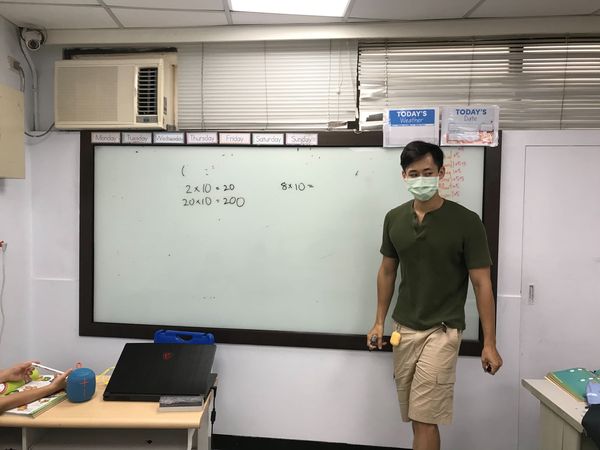 Monday Tuesday Wednesday Thursday Friday Saturday Sunday
TODAY'S
Weather
TODAY'S
Date
2 x 10 = 20
20 x 10 = 200
8 x 10 =